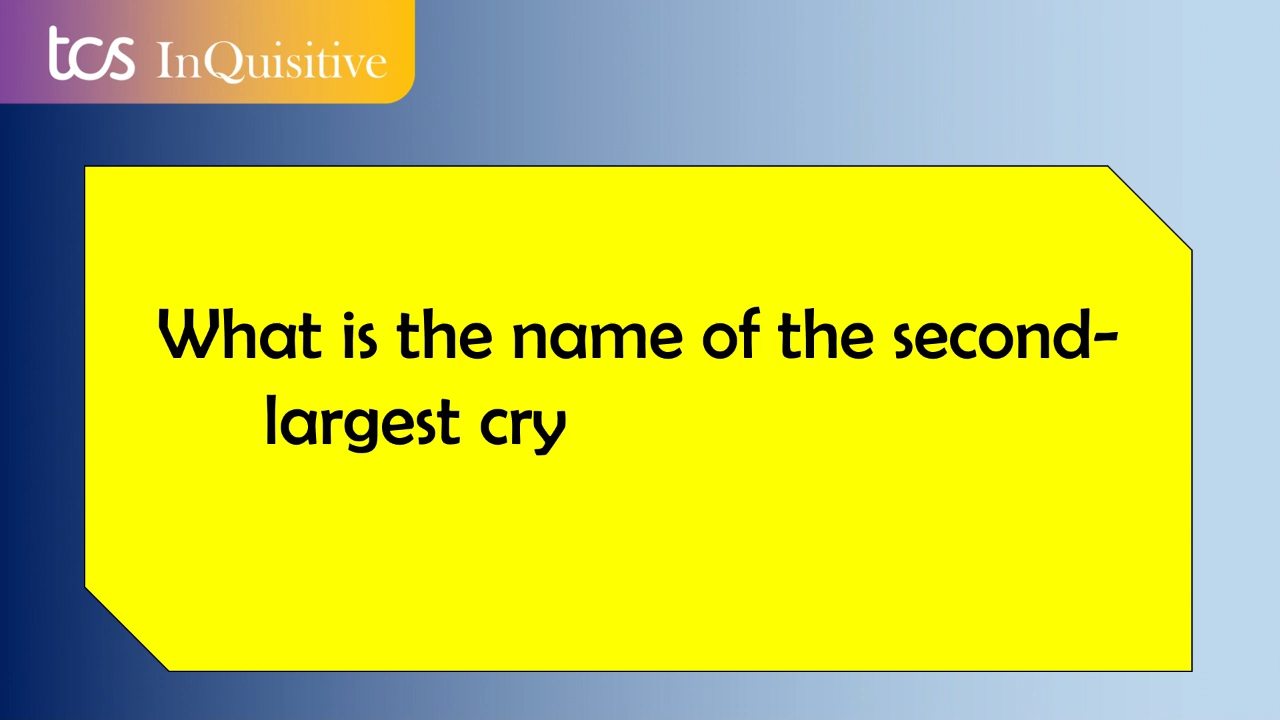 tcs InQuisitive
What is the name of the second-
largest cry